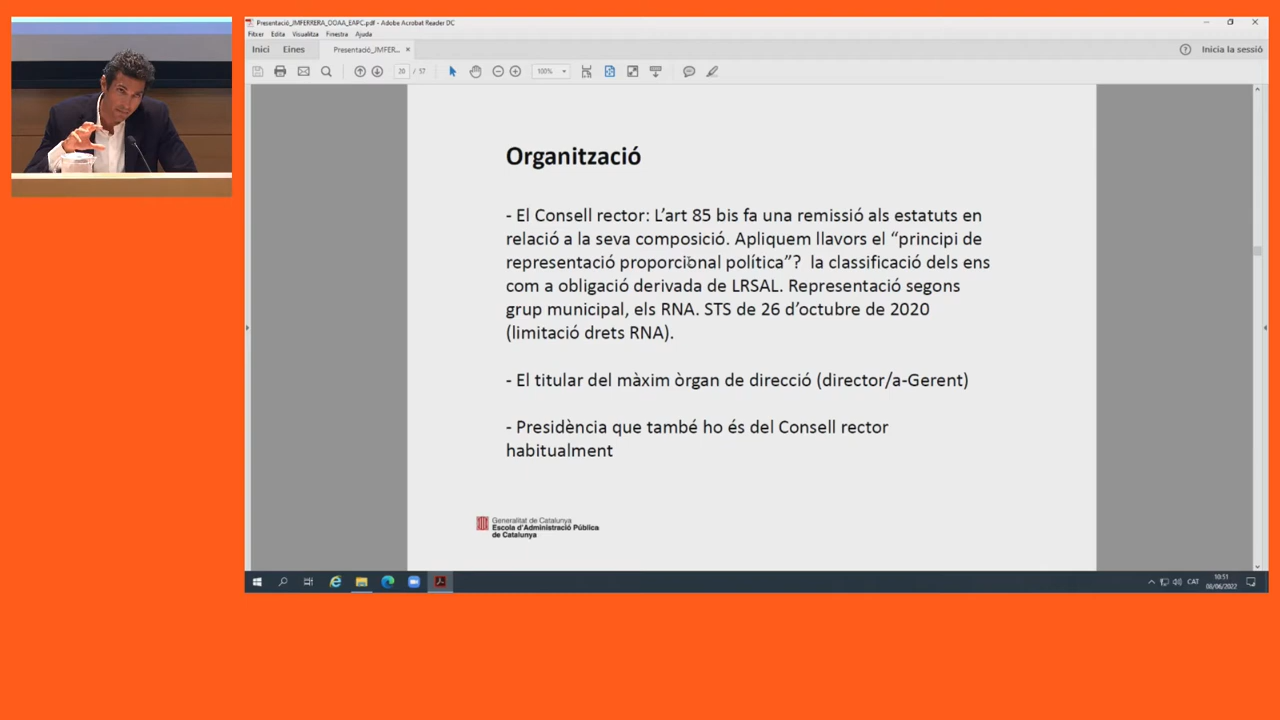 Presentació_JMFERRERA_OOAA_EAPC.pdf - Adobe Acrobat Reader DC
Fitxer Edita Visualitza Finestra Ajuda
Inici Eines Presentació_JMFER... × Inicia la sessió
20 / 57 100%
Organització
- El Consell rector: L’art 85 bis fa una remissió als estatuts en
relació a la seva composició. Apliquem llavors el “principi de
representació proporcional política”? la classificació dels ens
com a obligació derivada de LRSAL. Representació segons
grup municipal, els RNA. STS de 26 d’octubre de 2020
(limitació drets RNA).
- El titular del màxim òrgan de direcció (director/a-Gerent)
- Presidència que també ho és del Consell rector
habitualment
Generalitat de Catalunya
Escola d’Administració Pública
de Catalunya
CAT
10:51
08/06/2022